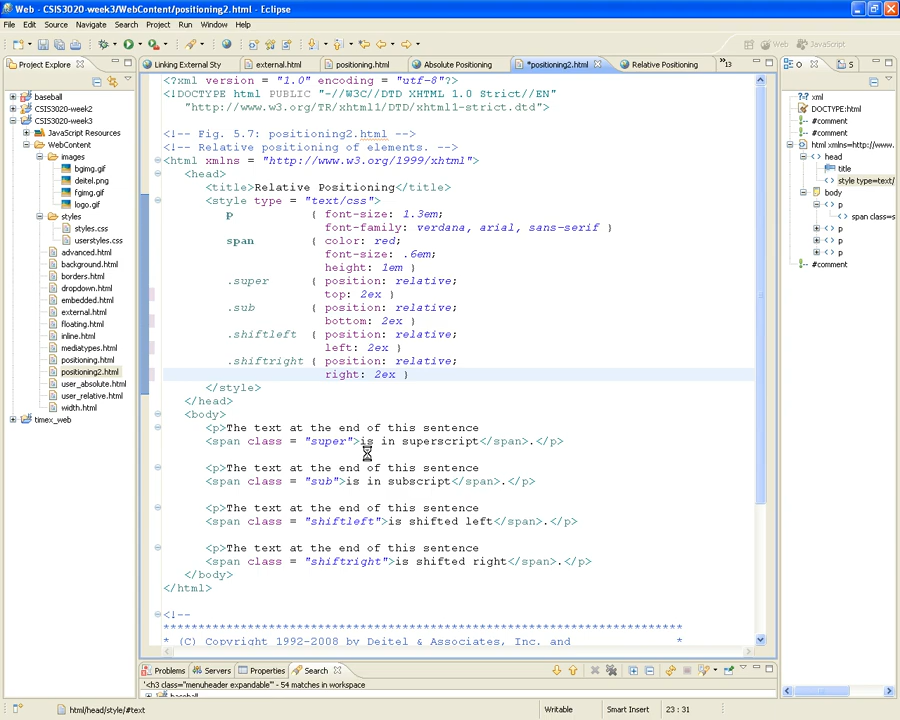 Web - CSIS3020-week3/WebContent/positioning2.html - Eclipse
File Edit Source Navigate Search Project Run Window Help
Web JavaScript
Project Explore
baseball
CSIS3020-week2
CSIS3020-week3
JavaScript Resources
WebContent
images
bgimg.gif
deitel.png
fgimg.gif
logo.gif
styles
styles.css
userstyles.css
advanced.html
background.html
borders.html
dropdown.html
embedded.html
external.html
floating.html
inline.html
mediatypes.html
positioning.html
positioning2.html
user_absolute.html
user_relative.html
width.html
timex_web
Linking External Sty external.html positioning.html Absolute Positioning *positioning2.html Relative Positioning »13
<?xml version = "1.0" encoding = "utf-8"?>
<!DOCTYPE html PUBLIC "-//W3C//DTD XHTML 1.0 Strict//EN"
"http://www.w3.org/TR/xhtml1/DTD/xhtml1-strict.dtd">
<!-- Fig. 5.7: positioning2.html -->
<!-- Relative positioning of elements. -->
<html xmlns = "http://www.w3.org/1999/xhtml">
<head>
<title>Relative Positioning</title>
<style type = "text/css">
p { font-size: 1.3em;
font-family: verdana, arial, sans-serif }
span { color: red;
font-size: .6em;
height: 1em }
.super { position: relative;
top: 2ex }
.sub { position: relative;
bottom: 2ex }
.shiftleft { position: relative;
left: 2ex }
.shiftright { position: relative;
right: 2ex }
</style>
</head>
<body>
<p>The text at the end of this sentence
<span class = "super">is in superscript</span>.</p>
<p>The text at the end of this sentence
<span class = "sub">is in subscript</span>.</p>
<p>The text at the end of this sentence
<span class = "shiftleft">is shifted left</span>.</p>
<p>The text at the end of this sentence
<span class = "shiftright">is shifted right</span>.</p>
</body>
</html>
<!--
**************************************************************************
* (C) Copyright 1992-2008 by Deitel & Associates, Inc. and *
O S
xml
DOCTYPE:html
#comment
#comment
html xmlns=http://www.
head
title
style type=text/
body
p
span class=s
p
p
p
#comment
Problems Servers Properties Search
'<h3 class="menuheader expandable"' - 54 matches in workspace
baseball
html/head/style/#text Writable Smart Insert 23 : 31